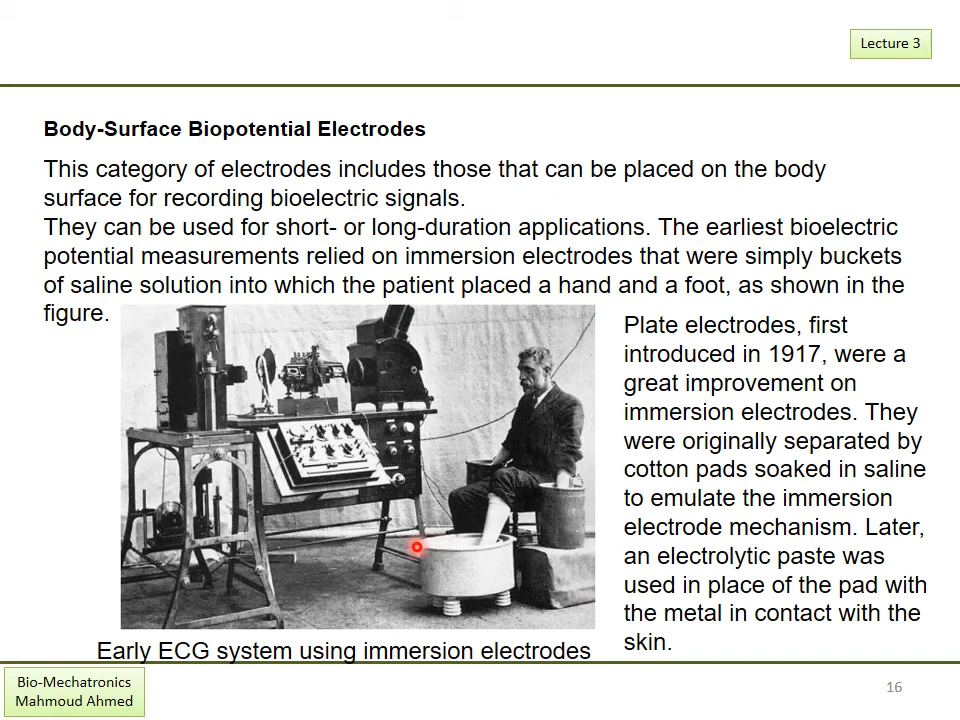 Lecture 3
Body-Surface Biopotential Electrodes
This category of electrodes includes those that can be placed on the body
surface for recording bioelectric signals.
They can be used for short- or long-duration applications. The earliest bioelectric
potential measurements relied on immersion electrodes that were simply buckets
of saline solution into which the patient placed a hand and a foot, as shown in the
figure.
Plate electrodes, first
introduced in 1917, were a
great improvement on
immersion electrodes. They
were originally separated by
cotton pads soaked in saline
to emulate the immersion
electrode mechanism. Later,
an electrolytic paste was
used in place of the pad with
the metal in contact with the
skin.
Early ECG system using immersion electrodes
Bio-Mechatronics
Mahmoud Ahmed
16